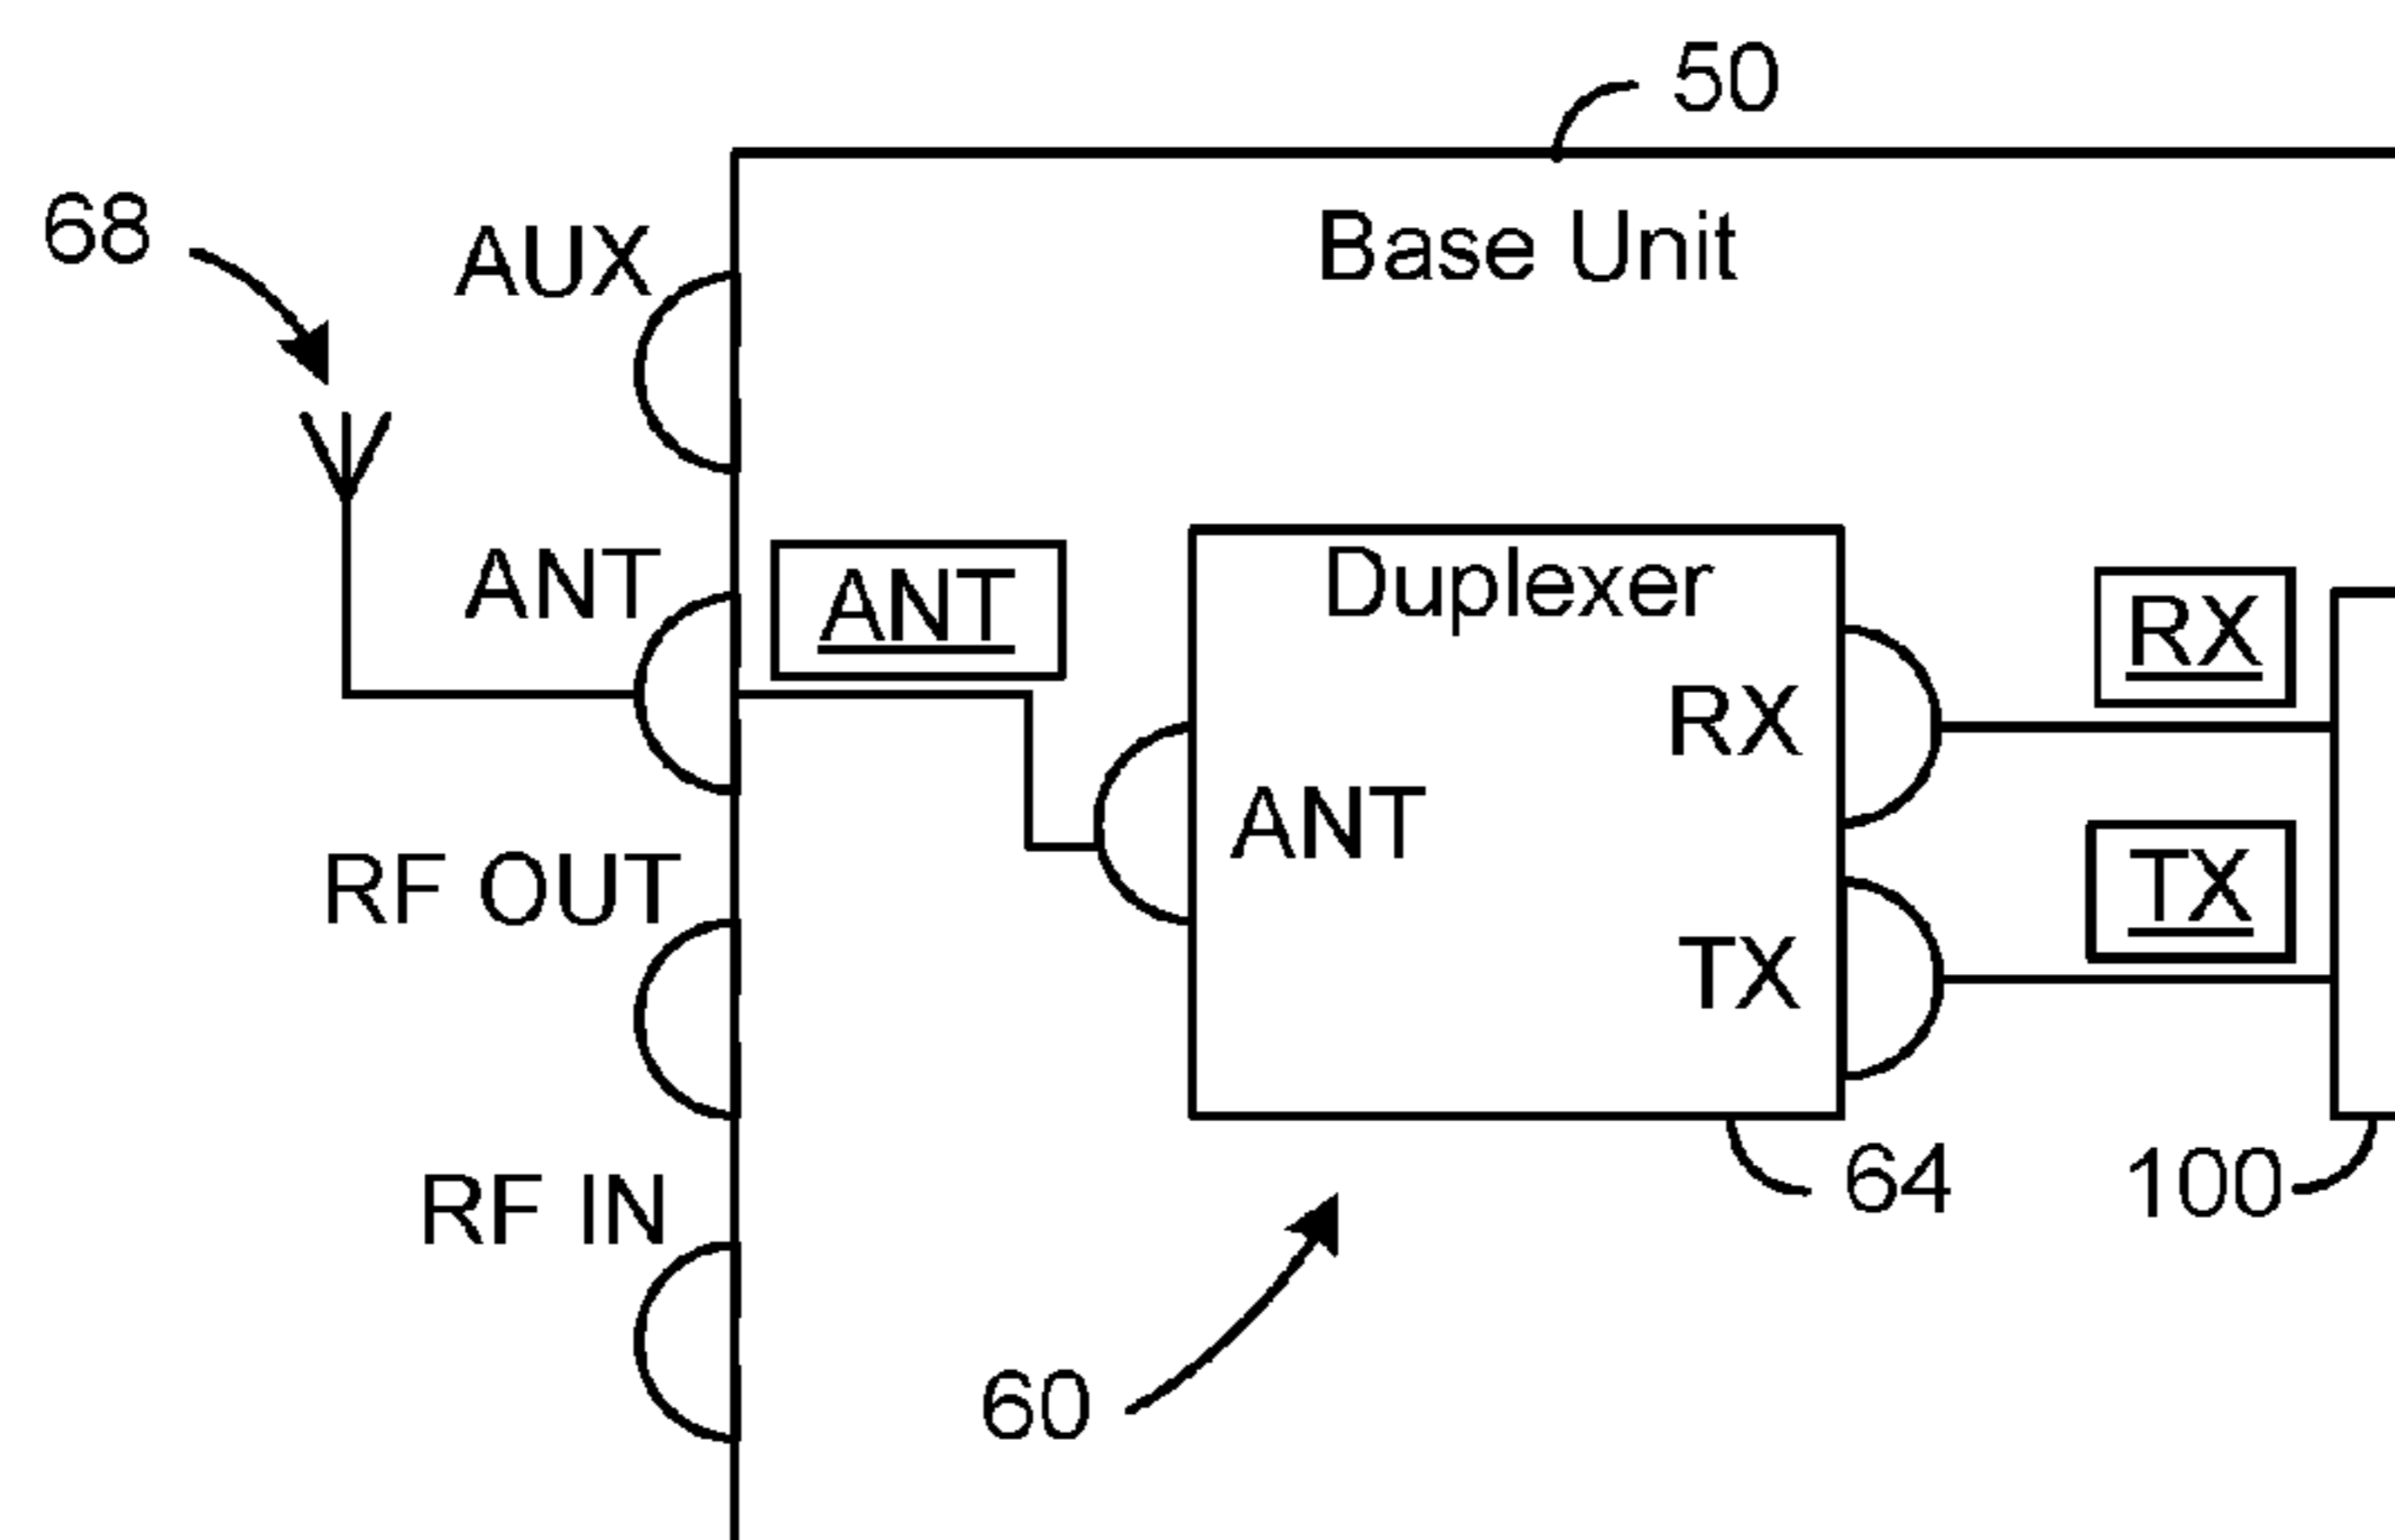 50
68
AUX
Base Unit
ANT
ANT
Duplexer
RX
RX
ANT
RF OUT
TX
TX
RF IN
64
100
60